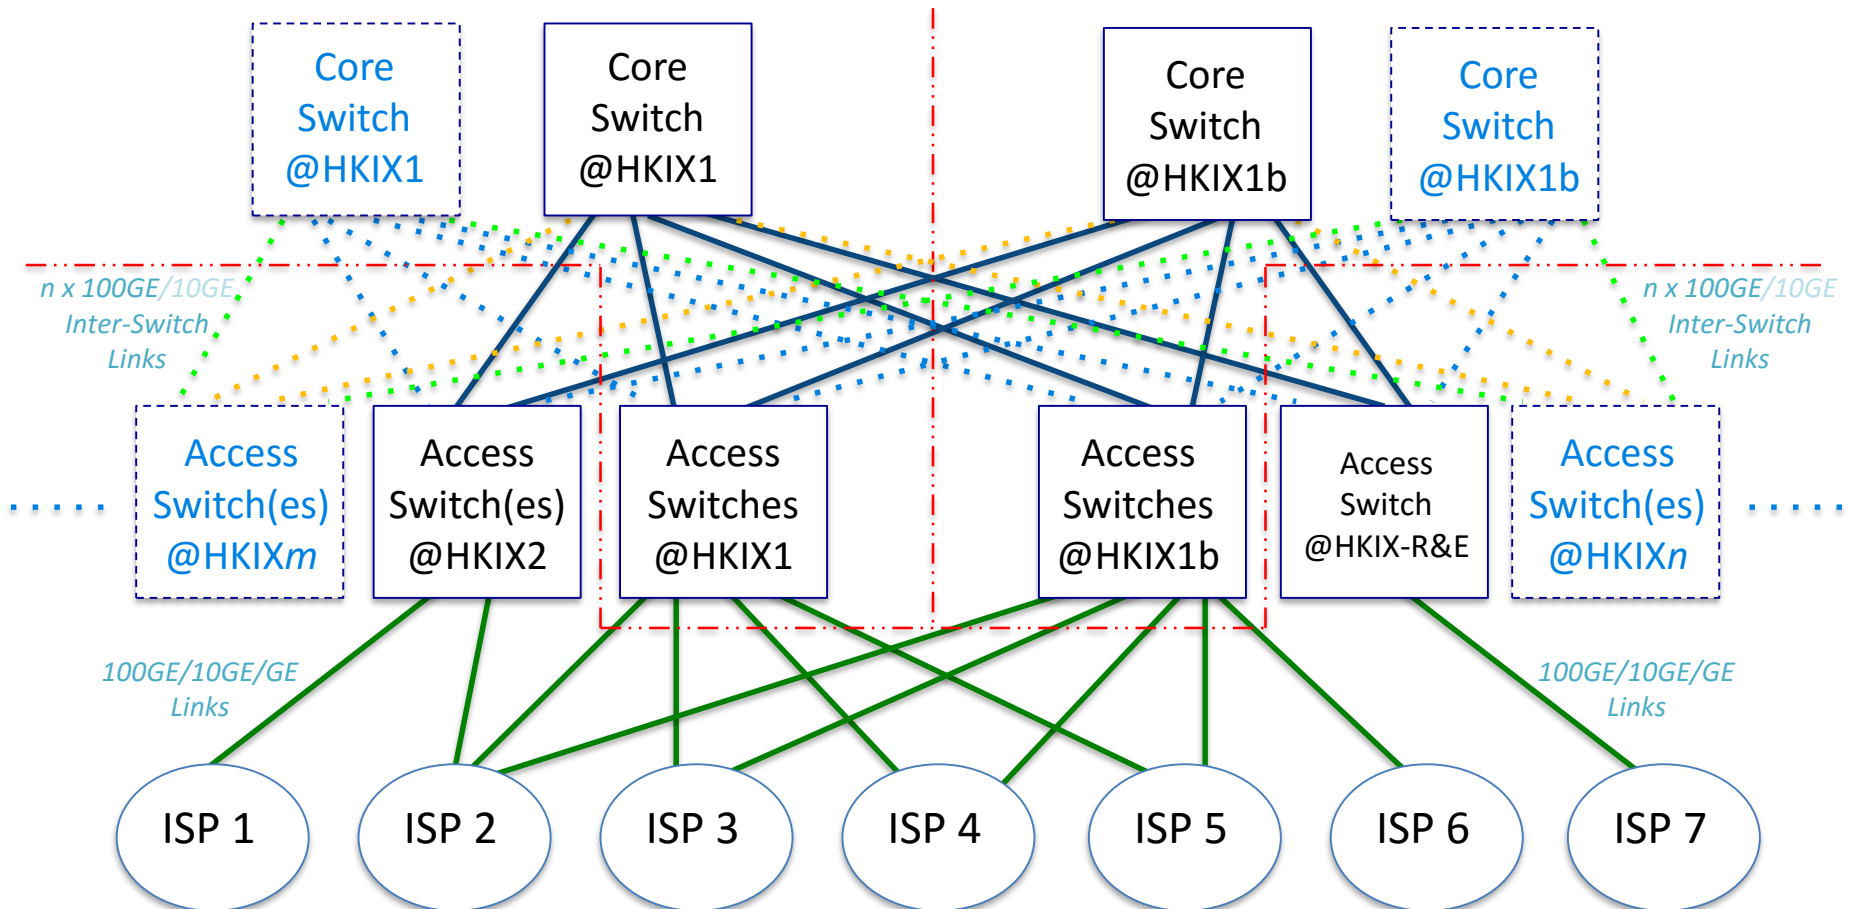 Core
Switch
@HKIX1
Core
Switch
@HKIX1
Core
Switch
@HKIX1b
Core
Switch
@HKIX1b
n x 100GE/10GE
Inter-Switch
Links
n x 100GE/10GE
Inter-Switch
Links
Access
Switch(es)
@HKIXm
Access
Switch(es)
@HKIX2
Access
Switches
@HKIX1
Access
Switches
@HKIX1b
Access
Switch
@HKIX-R&E
Access
Switch(es)
@HKIXn
100GE/10GE/GE
Links
100GE/10GE/GE
Links
ISP 1
ISP 2
ISP 3
ISP 4
ISP 5
ISP 6
ISP 7